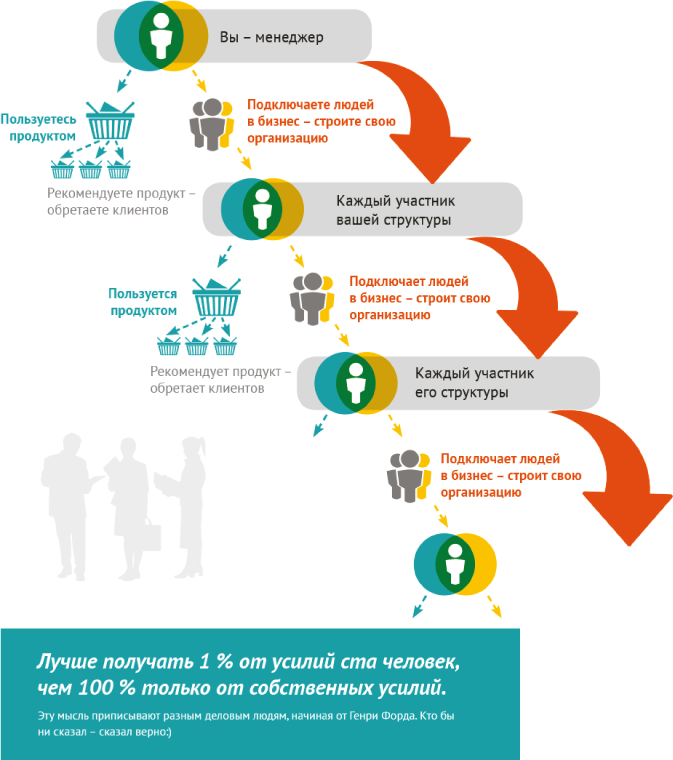 Вы – менеджер
Пользуетесь
продуктом
Подключаете людей
в бизнес – строите свою
организацию
Рекомендуете продукт –
обретаете клиентов
Каждый участник
вашей структуры
Пользуется
продуктом
Подключает людей
в бизнес – строит свою
организацию
Рекомендует продукт –
обретает клиентов
Каждый участник
его структуры
Подключает людей
в бизнес – строит свою
организацию
Лучше получать 1 % от усилий ста человек,
чем 100 % только от собственных усилий.
Эту мысль приписывают разным деловым людям, начиная от Генри Форда. Кто бы
ни сказал – сказал верно:)